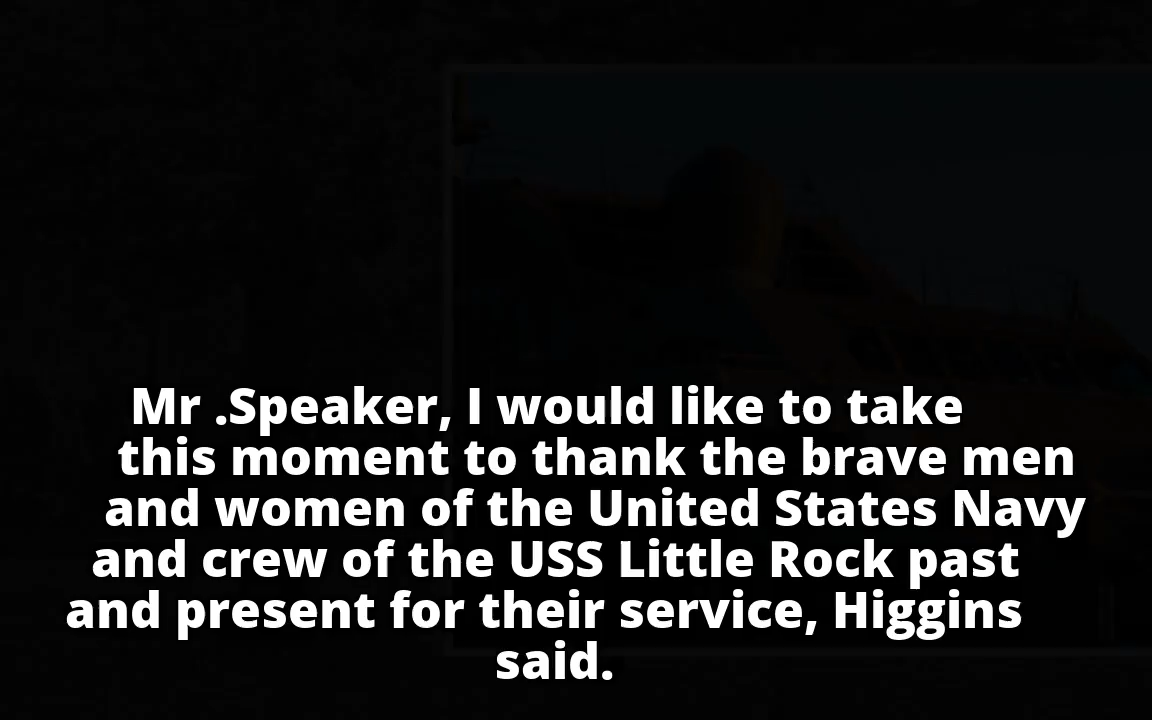 Mr .Speaker, I would like to take
this moment to thank the brave men
and women of the United States Navy
and crew of the USS Little Rock past
and present for their service, Higgins
said.